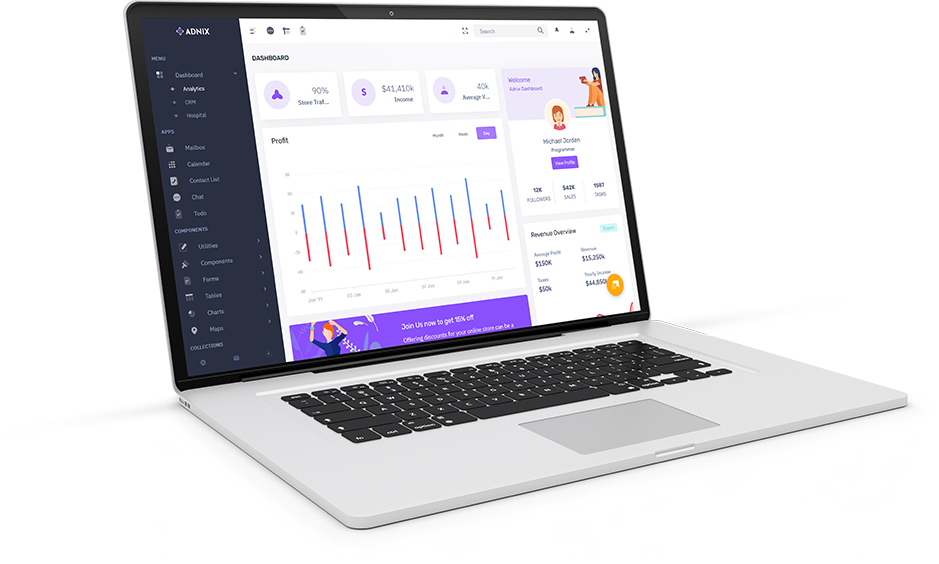 ADNIX
Search
MENU
Dashboard
Analytics
CRM
Hospital
APPS
Mailbox
Calendar
Contact List
Chat
Todo
COMPONENTS
Utilities
Components
Forms
Tables
Charts
Maps
COLLECTIONS
DASHBOARD
90%
Store Traf...
$41,410k
Income
40k
Average V...
Profit
Month
Week
Day
03 Jan
05 Jan
07 Jan
09 Jan
11 Jan
Join Us now to get 15% off
Offering discounts for your online store can be a
Welcome
Adnix Dashboard
Michael Jorden
Programmer
View Profile
12K
FOLLOWERS
$42K
SALES
1587
TASKS
Revenue Overview
Average Profit
$150K
Revenue
$15,250k
Taxes
$50k
Yearly Income
$44,850k
fn
ctrl
option